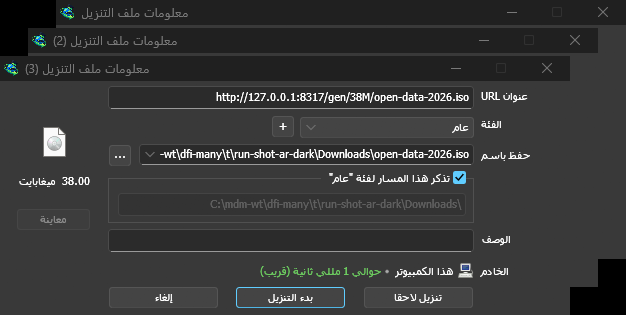 معلومات ملف التنزيل
معلومات ملف التنزيل (2)
معلومات ملف التنزيل (3)
عنوان URL
http://127.0.0.1:8317/gen/38M/open-data-2026.iso
الفئة
عام
+
حفظ باسم
-wt\dfi-many\t\run-shot-ar-dark\Downloads\open-data-2026.iso
...
تذكر هذا المسار لفئة "عام"
C:\mdm-wt\dfi-many\t\run-shot-ar-dark\Downloads\
38.00 ميغابايت
معاينة
الوصف
الخادم
هذا الكمبيوتر • حوالي 1 مللي ثانية (قريب)
تنزيل لاحقا
بدء التنزيل
إلغاء